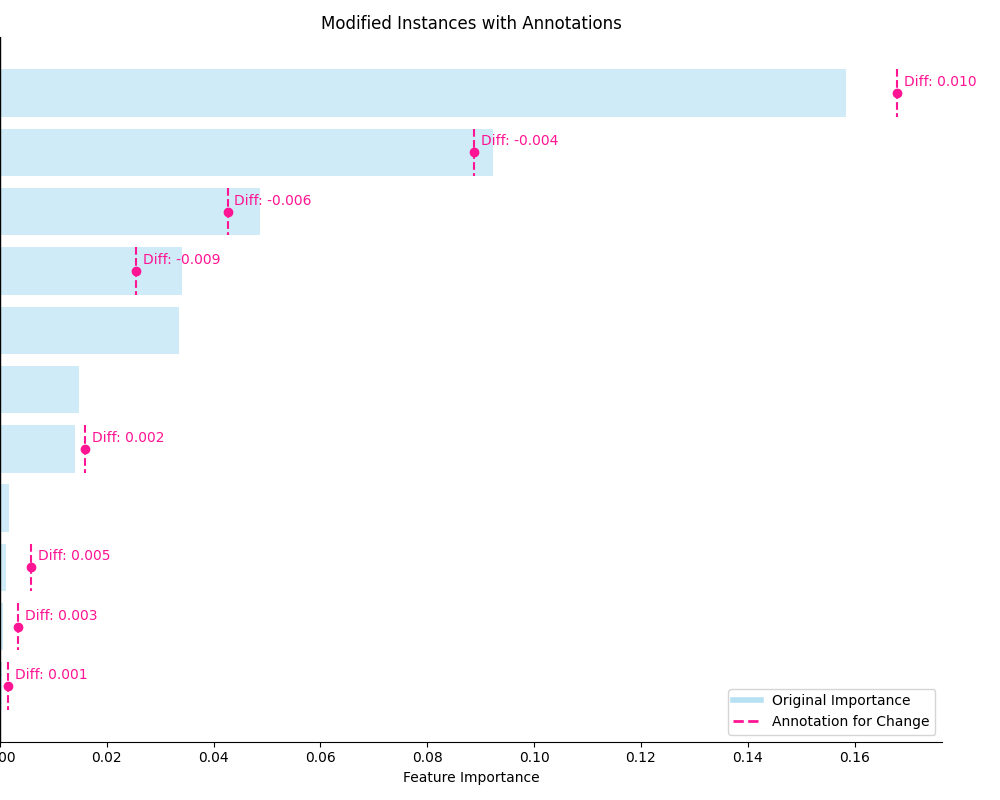 Modified Instances with Annotations
Diff: 0.010
Diff: -0.004
Diff: -0.006
Diff: -0.009
Diff: 0.002
Diff: 0.005
Diff: 0.003
Diff: 0.001
Original Importance
Annotation for Change
00 0.02 0.04 0.06 0.08 0.10 0.12 0.14 0.16
Feature Importance